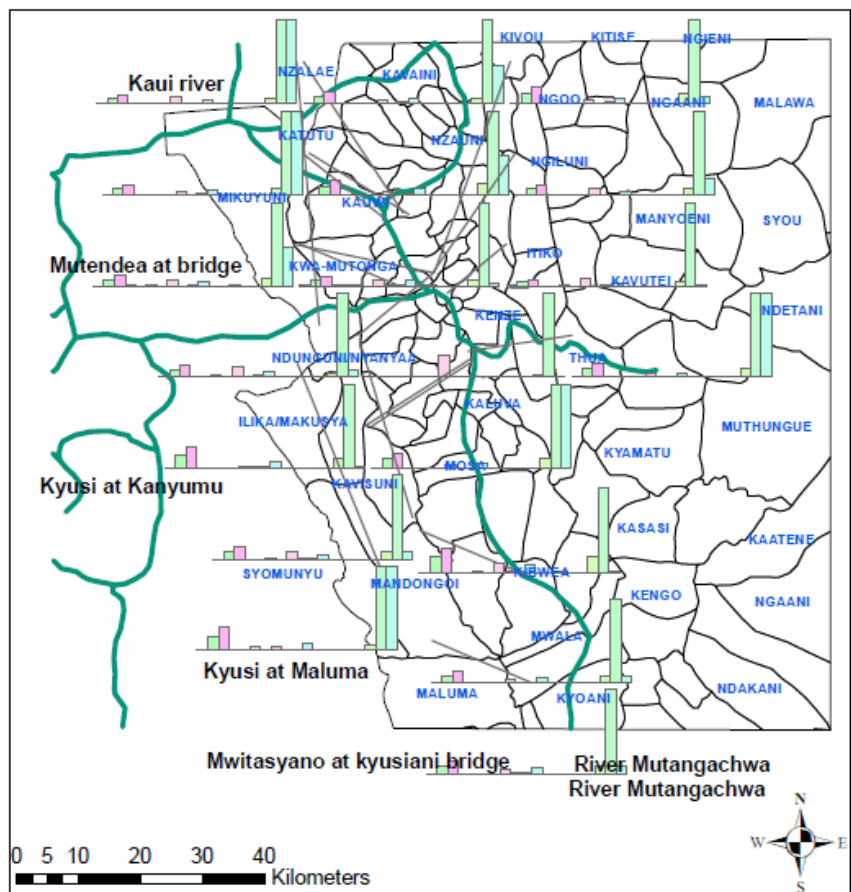 KIVOU KITISE NGIENI
NZALAE KAVAINI
Kaui river
NGOO NGAANI MALAWA
KATUTU NZAUNI
NGILUNI
MIKUYUNI KAUWI MANYOENI SYOU
ITIKO
Mutendea at bridge KWA-MUTONGA KAVUTEI
NDETANI
KENZE
NDUNGUNI NYANYAA THUA
KALUVA
ILIKA/MAKUSYA MUTHUNGUE
KYAMATU
MOSA
Kyusi at Kanyumu KAVISUNI
KASASI
KAATENE
SYOMUNYU MANDONGOI KIBWEA
KENGO NGAANI
MWALA
Kyusi at Maluma
MALUMA KYOANI NDAKANI
Mwitasyano at kyusiani bridge River Mutangachwa
River Mutangachwa
N
W E
S
0 5 10 20 30 40
Kilometers